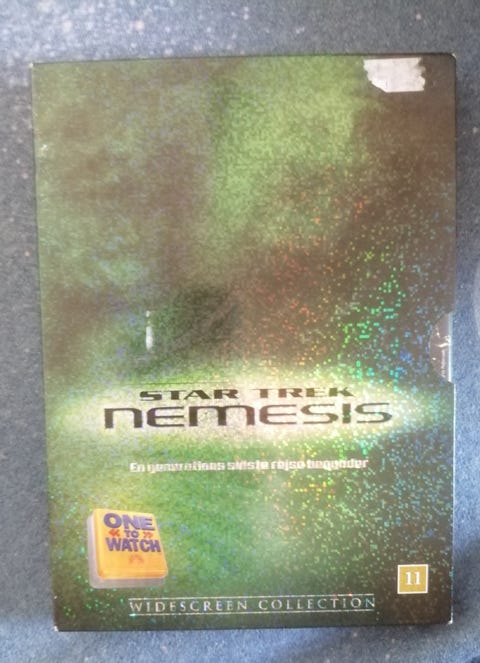 STAR TREK
NEMESIS
En generations sidste rejse begynder
ONE
« TO »
WATCH
11
WIDESCREEN COLLECTION